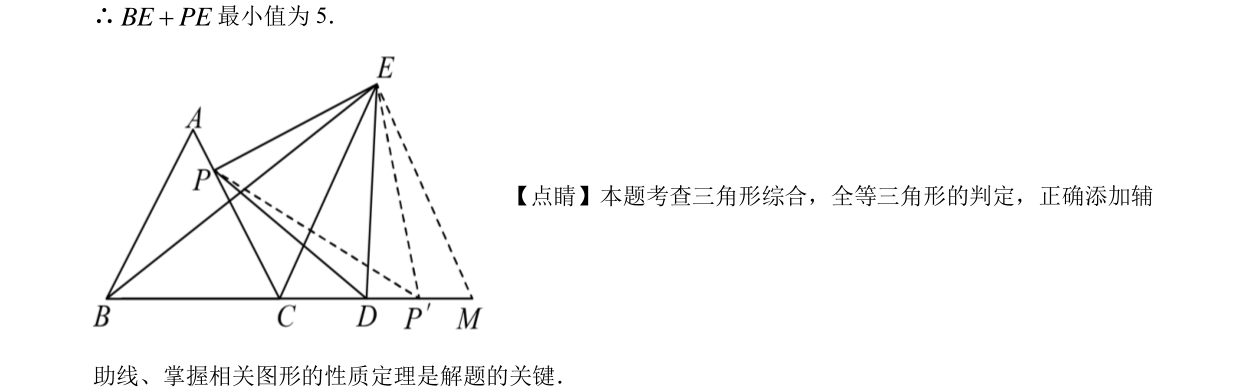 ∴ BE + PE 最小值为 5.
E
A
P
B
C
D
P′
M
【点睛】本题考查三角形综合，全等三角形的判定，正确添加辅
助线、掌握相关图形的性质定理是解题的关键.